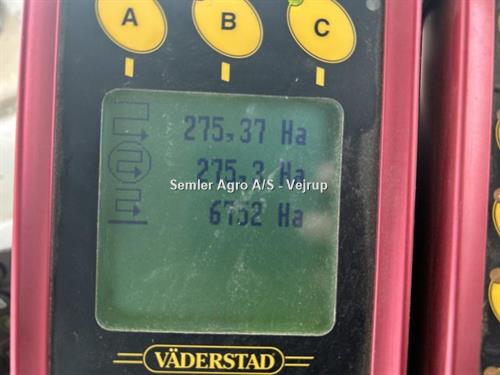 A B C
275,37 Ha
275,3 Ha
Semler Agro A/S - Vejrup
6752 Ha
VÄDERSTAD